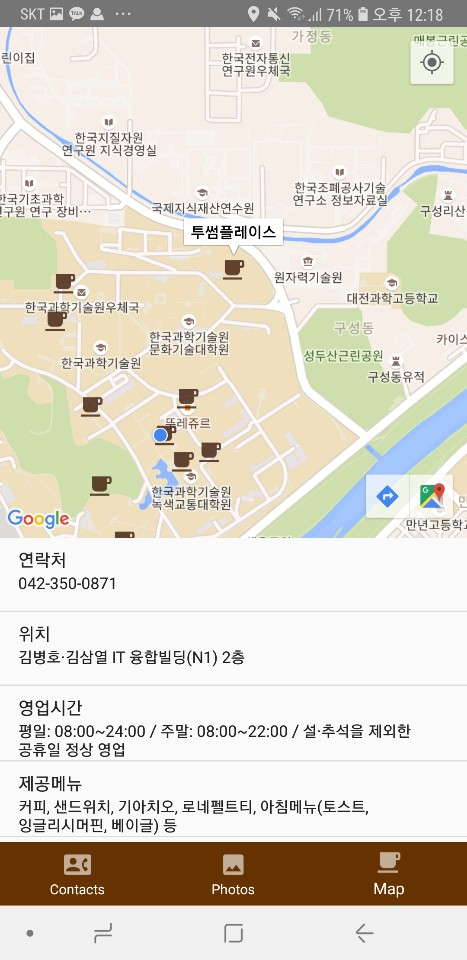 SKT TALK 71% 오후 12:18
가정동
매봉근린공원
린이집
한국전자통신
연구원우체국
한국지질자원
연구원 지식경영실
한국기초과학
구원 연구 장비…
한국조폐공사기술
연구소 정보자료실
국제지식재산연수원
구성리산
투썸플레이스
원자력기술원
대전과학고등학교
한국과학기술원우체국
구성동
한국과학기술원
문화기술대학원
카이스
한국과학기술원
성두산근린공원
구성동유적
뚜레쥬르
한국과학기술원
녹색교통대학원
Google
만년고등학교
연락처
042-350-0871
위치
김병호·김삼열 IT 융합빌딩(N1) 2층
영업시간
평일: 08:00~24:00 / 주말: 08:00~22:00 / 설·추석을 제외한
공휴일 정상 영업
제공메뉴
커피, 샌드위치, 기아치오, 로네펠트티, 아침메뉴(토스트,
잉글리시머핀, 베이글) 등
Contacts Photos Map